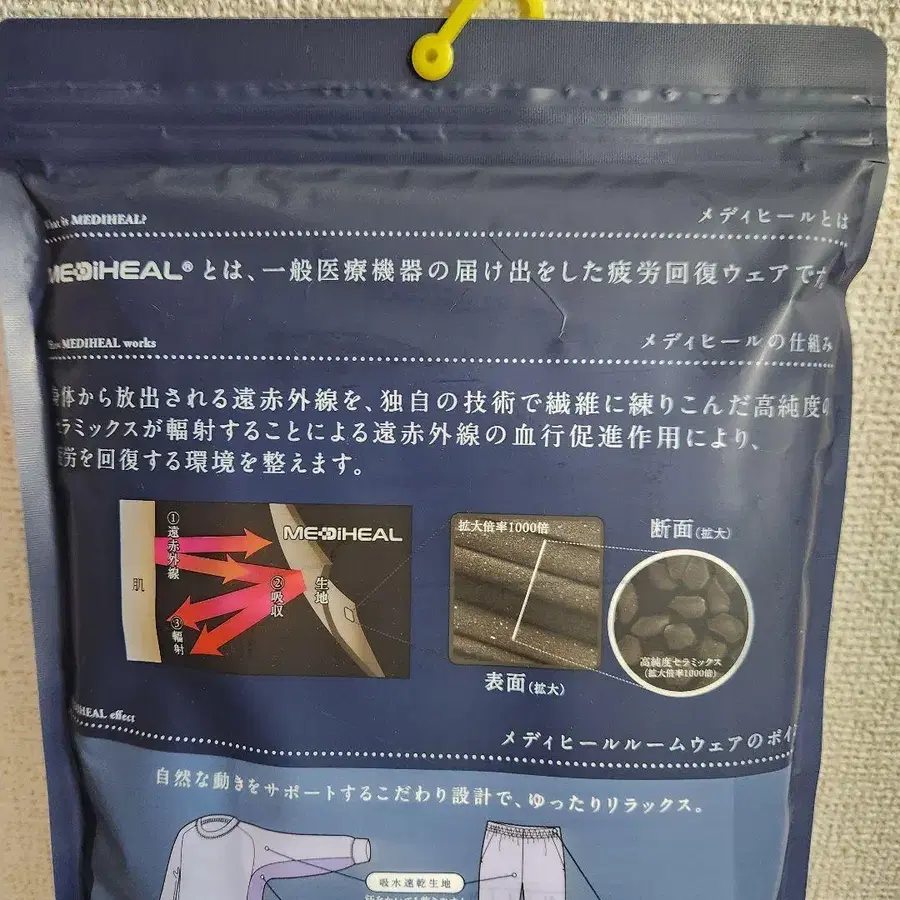 What is MEDIHEAL?
メディヒールとは
MEDiHEAL®とは、一般医療機器の届け出をした疲労回復ウェアです
How MEDIHEAL works
メディヒールの仕組み
身体から放出される遠赤外線を、独自の技術で繊維に練りこんだ高純度の
セラミックスが輻射することによる遠赤外線の血行促進作用により、
疲労を回復する環境を整えます。
肌
①遠赤外線
②吸収
③輻射
生地
MEDiHEAL
拡大倍率1000倍
表面(拡大)
断面(拡大)
高純度セラミックス
(拡大倍率1000倍)
MEDIHEAL effect
メディヒールルームウェアのポイ
自然な動きをサポートするこだわり設計で、ゆったりリラックス。
吸水速乾生地